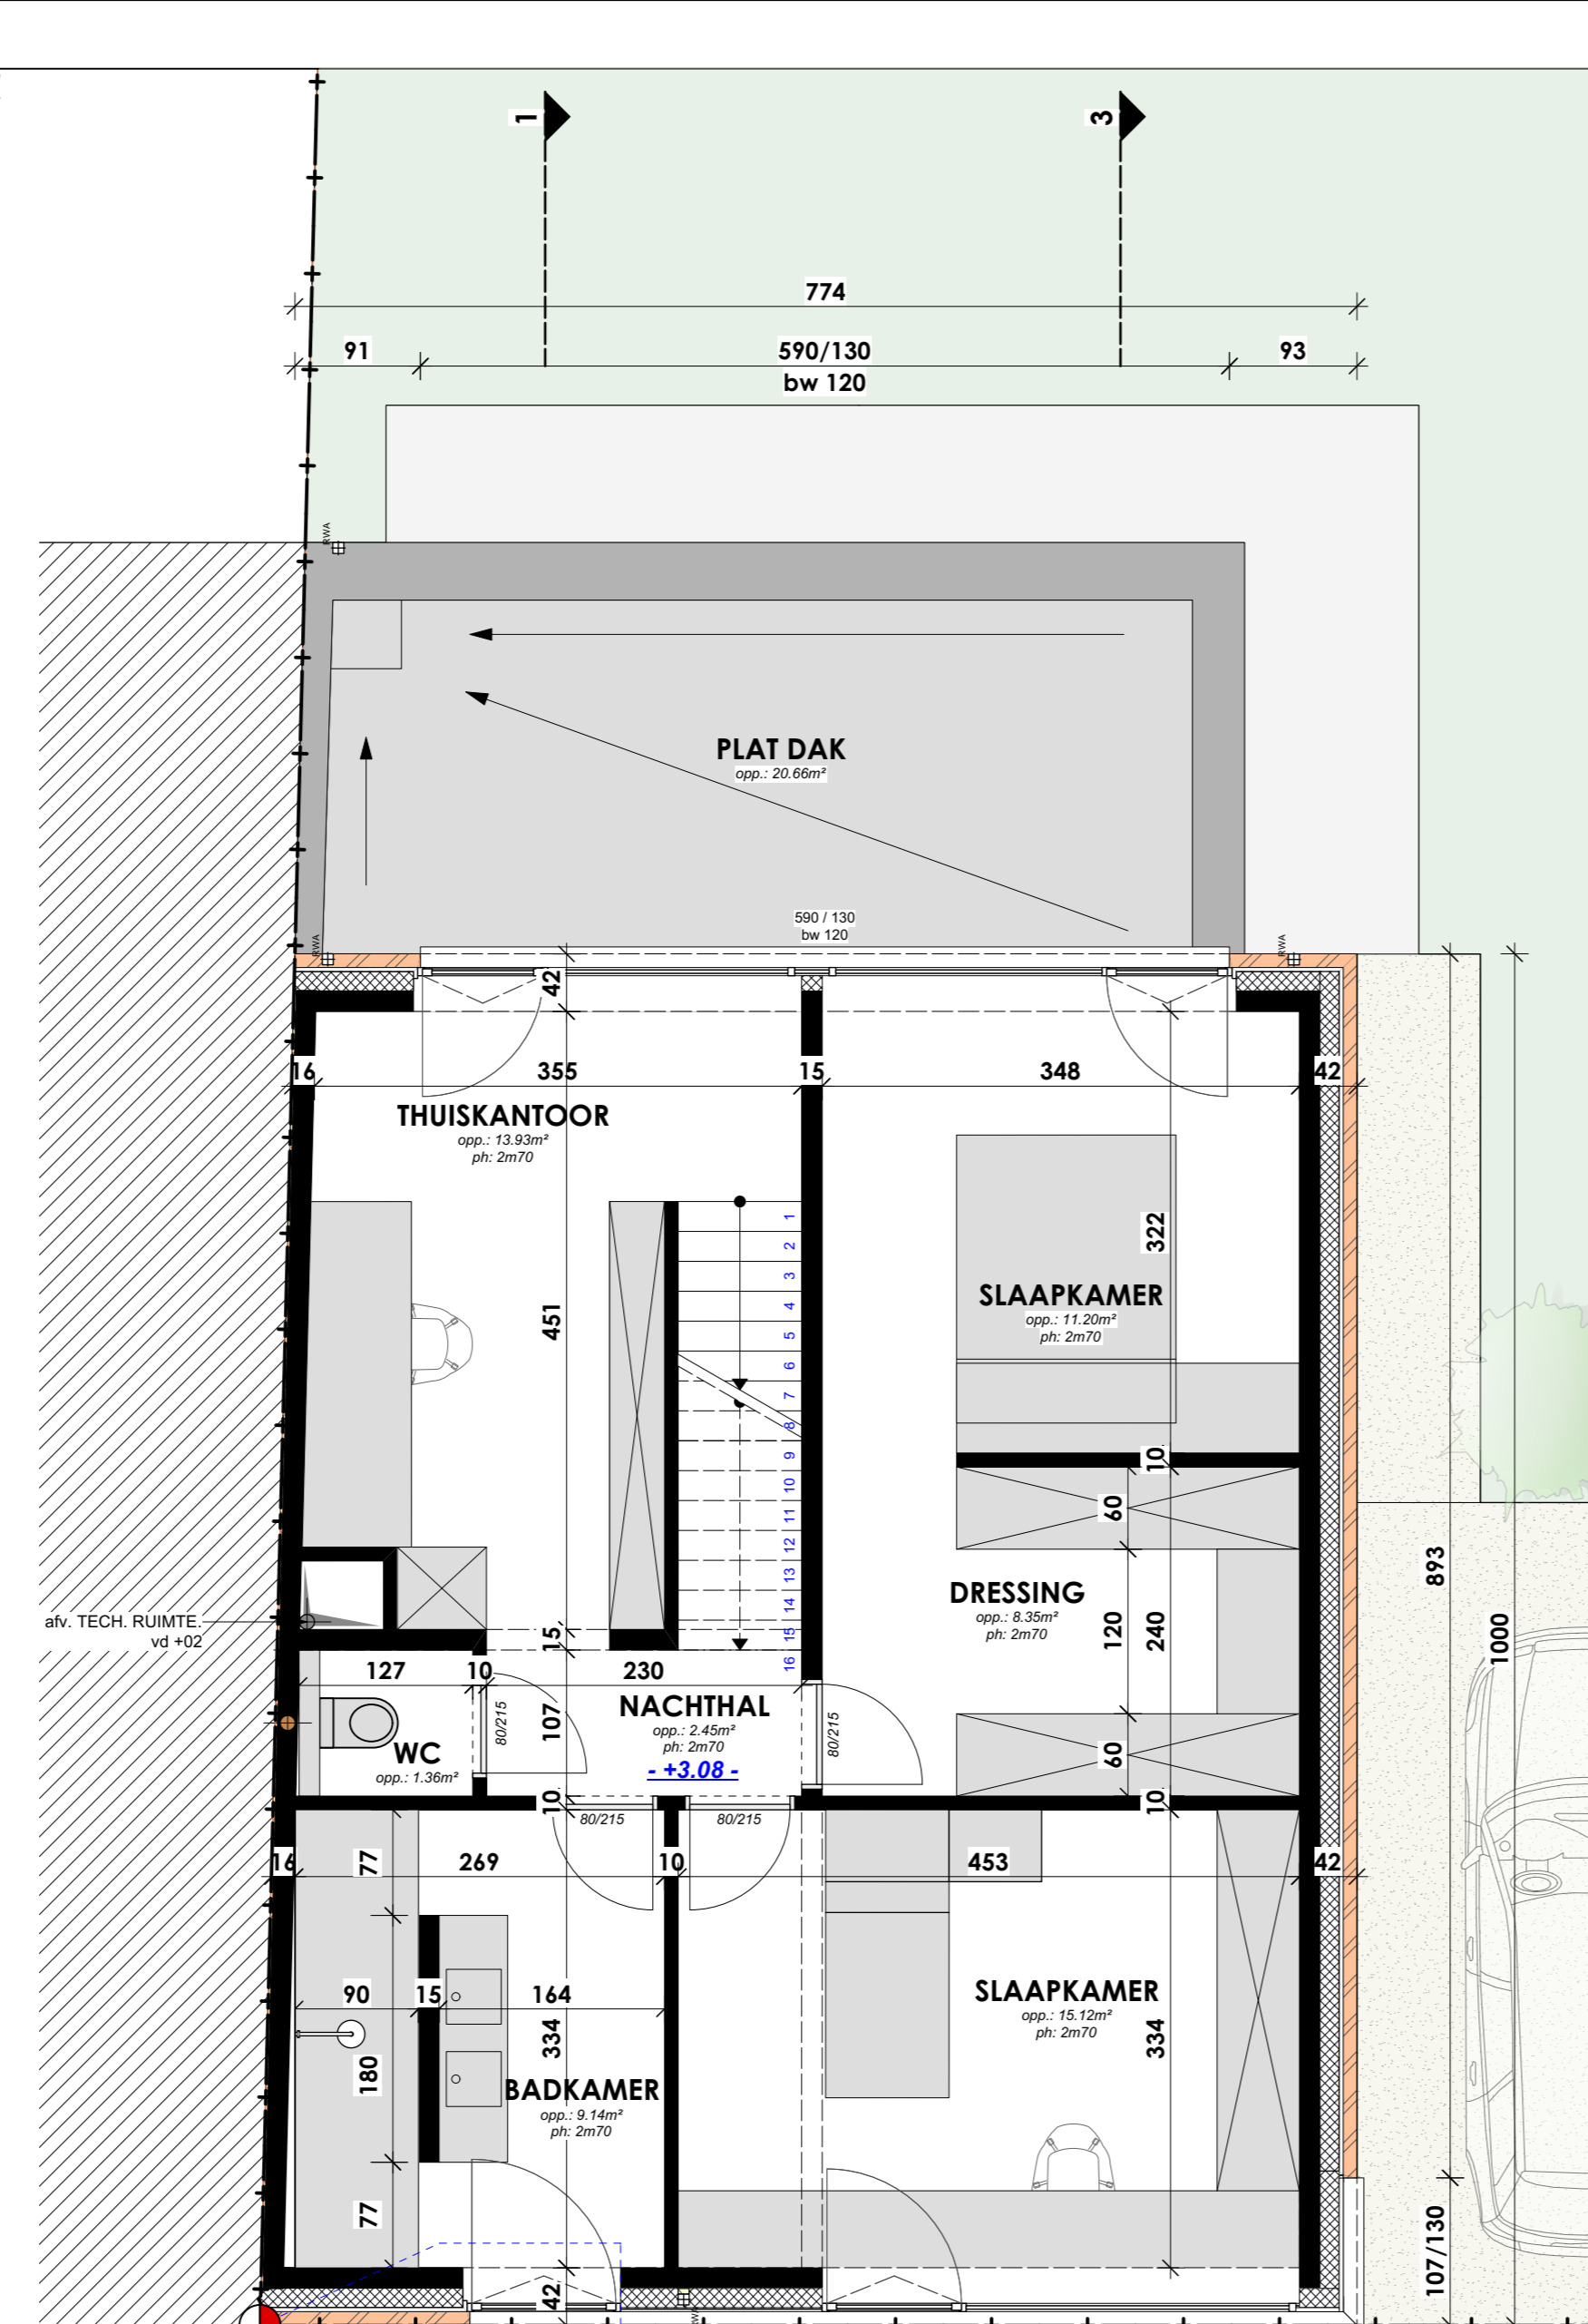 1
3
774
91
590/130
93
bw 120
RWA
PLAT DAK
opp.: 20.66m²
590 / 130
bw 120
RWA
RWA
42
16
355
15
348
42
THUISKANTOOR
opp.: 13.93m²
ph: 2m70
1
2
3
4
5
6
7
8
9
10
11
12
13
14
15
16
322
SLAAPKAMER
opp.: 11.20m²
ph: 2m70
451
10
60
893
DRESSING
opp.: 8.35m²
ph: 2m70
120
240
1000
afv. TECH. RUIMTE.
vd +02
15
127
10
230
NACHTHAL
opp.: 2.45m²
ph: 2m70
- +3.08 -
107
80/215
80/215
WC
opp.: 1.36m²
60
10
10
80/215
80/215
16
77
269
10
453
42
90
15
164
SLAAPKAMER
opp.: 15.12m²
ph: 2m70
334
334
180
BADKAMER
opp.: 9.14m²
ph: 2m70
77
107/130
42
RWA